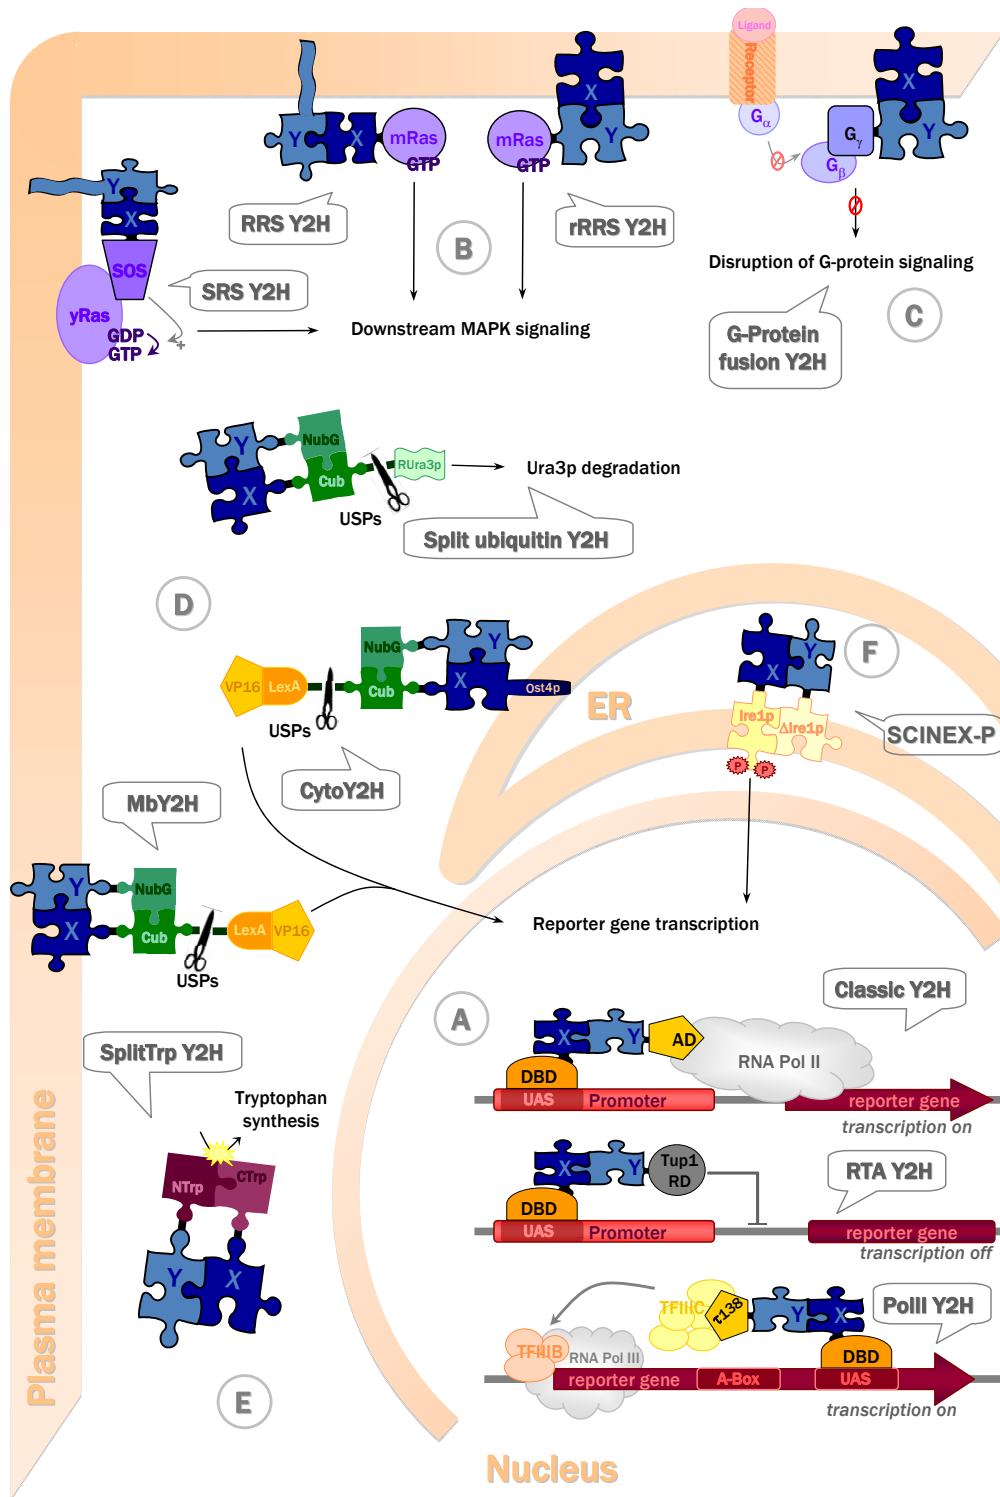 Ligand
Receptor
Gα
Gβ
Gγ
X
Y
Y
X
mRas
GTP
mRas
GTP
X
Y
RRS Y2H
rRRS Y2H
B
Y
X
SOS
yRas
GDP
GTP
+
SRS Y2H
Downstream MAPK signaling
Disruption of G-protein signaling
G-Protein
fusion Y2H
C
Y
X
NubG
Cub
RUra3p
USPs
Ura3p degradation
Split ubiquitin Y2H
D
VP16
LexA
USPs
NubG
Cub
Y
X
Ost4p
CytoY2H
ER
X
Y
Ire1p
ΔIre1p
P
P
F
SCINEX-P
MbY2H
Y
X
NubG
Cub
USPs
LexA
VP16
Reporter gene transcription
A
Classic Y2H
X
Y
AD
RNA Pol II
DBD
UAS
Promoter
reporter gene
transcription on
SplitTrp Y2H
Tryptophan
synthesis
NTrp
CTrp
Y
X
E
X
Y
Tup1
RD
RTA Y2H
DBD
UAS
Promoter
reporter gene
transcription off
TFIIIC
τ138
Y
X
PolII Y2H
TFIIIB
RNA Pol III
DBD
reporter gene
A-Box
UAS
transcription on
Plasma membrane
Nucleus